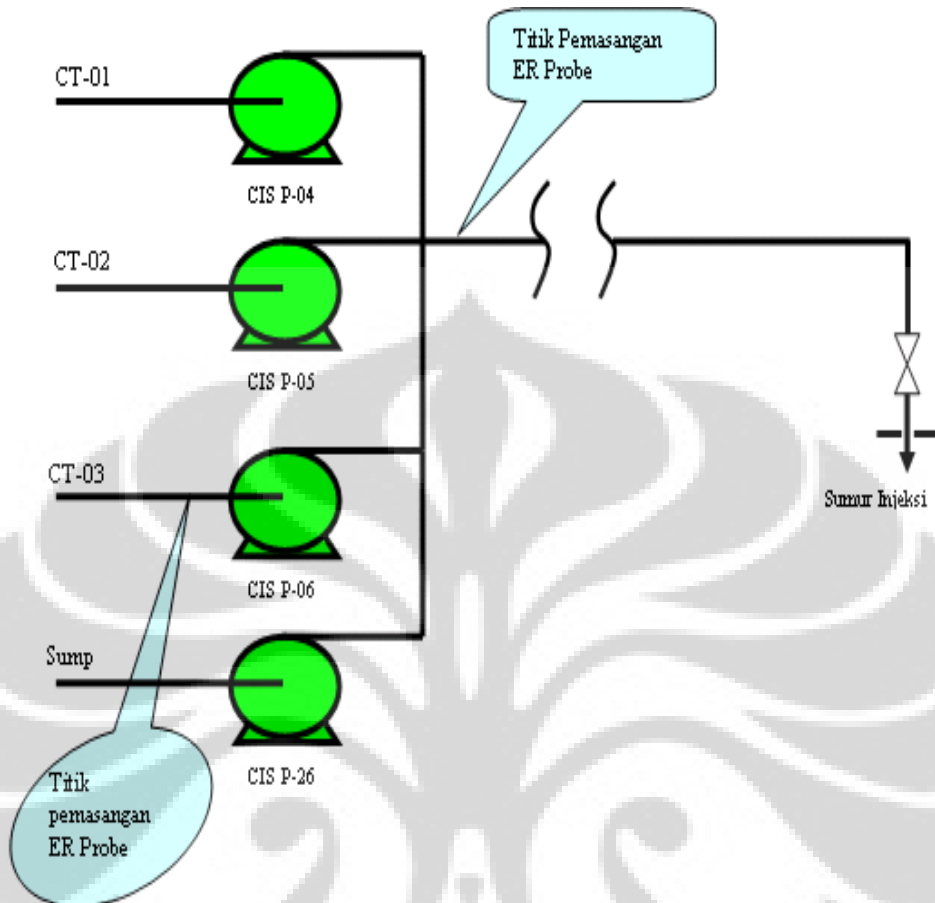 Titik Pemasangan
ER Probe
CT-01
CIS P-04
CT-02
CIS P-05
CT-03
CIS P-06
Sumur Injeksi
Sump
CIS P-26
Titik
pemasangan
ER Probe